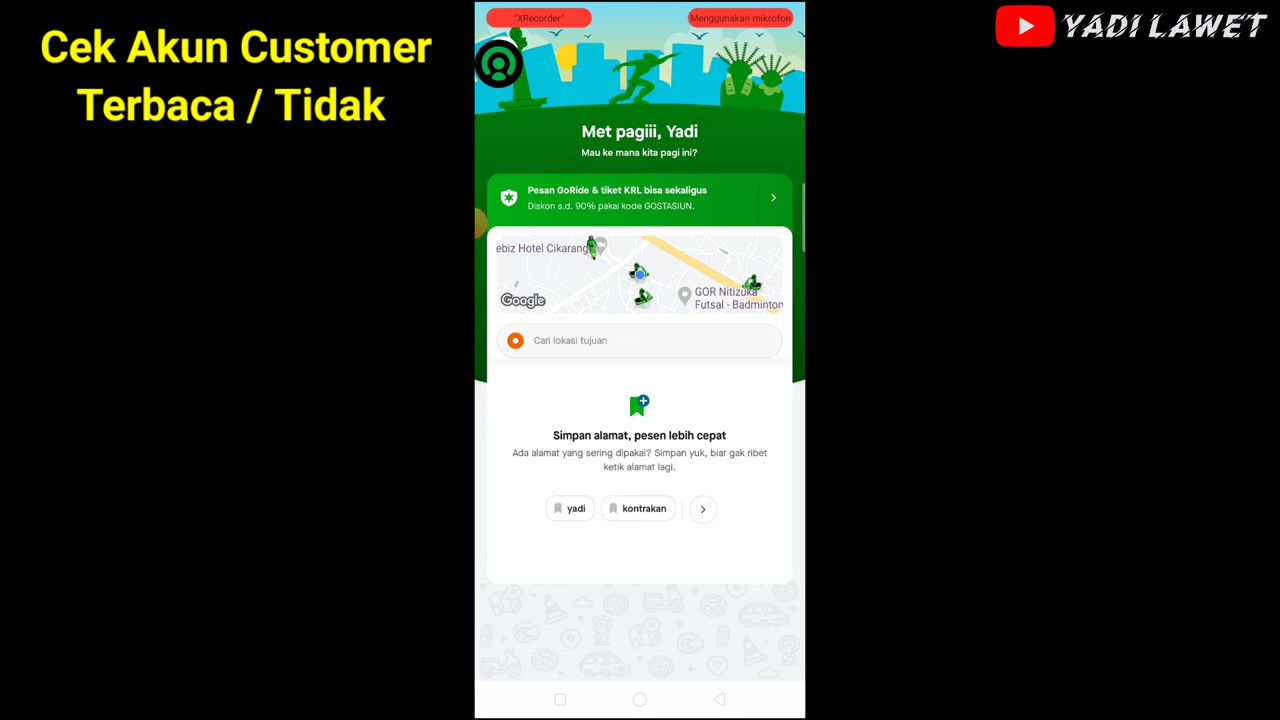 Cek Akun Customer
Terbaca / Tidak
"XRecorder"
Menggunakan mikrofon
YADI LAWET
Met pagiii, Yadi
Mau ke mana kita pagi ini?
Pesan GoRide & tiket KRL bisa sekaligus
Diskon s.d. 90% pakai kode GOSTASIUN.
ebiz Hotel Cikarang
Google
GOR Nitizuka
Futsal - Badminton
Cari lokasi tujuan
Simpan alamat, pesen lebih cepat
Ada alamat yang sering dipakai? Simpan yuk, biar gak ribet
ketik alamat lagi.
yadi
kontrakan